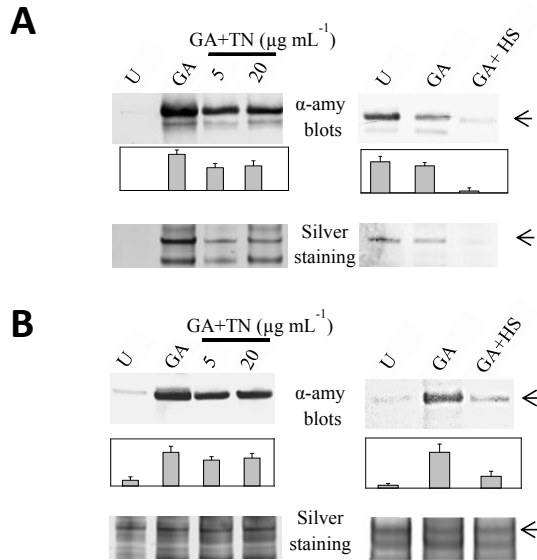 A
GA+TN (µg mL-1)
U GA 5 20
U GA GA+ HS
α-amy
blots
Silver
staining
B
GA+TN (µg mL-1)
U GA 5 20
U GA GA+HS
α-amy
blots
Silver
staining